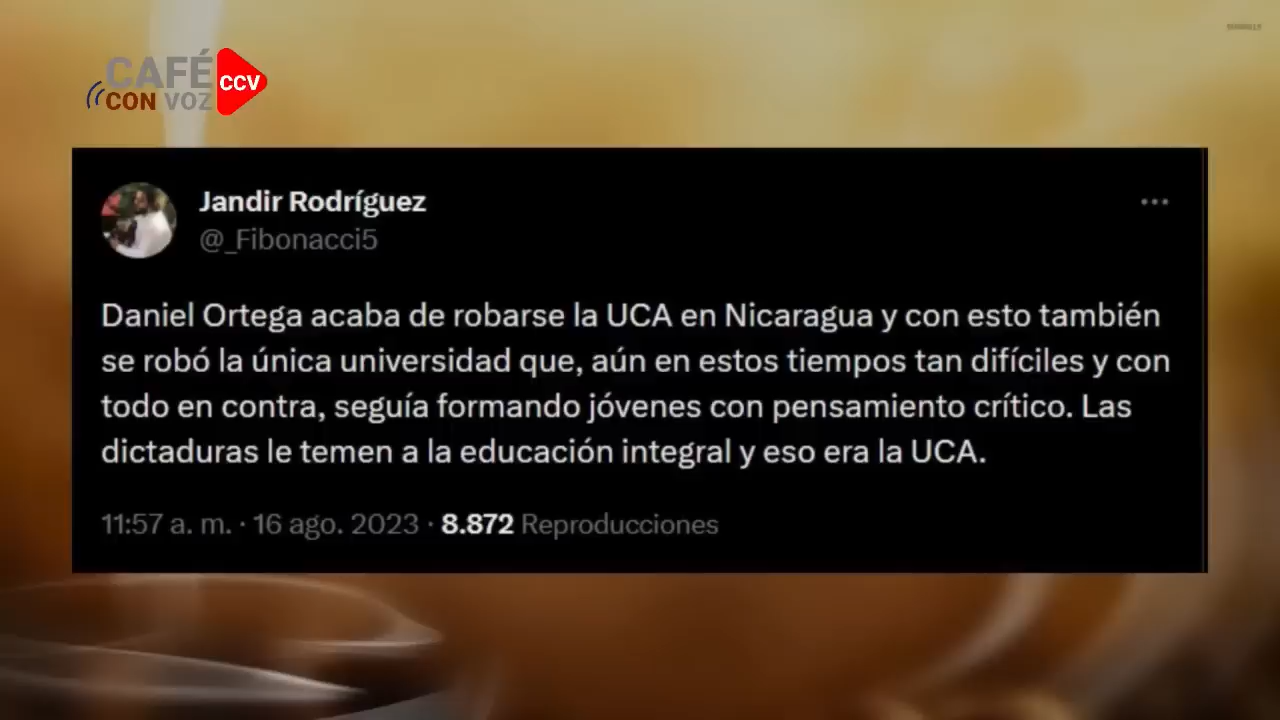 CAFÉ
CON VOZ
CCV
Jandir Rodríguez
@_Fibonacci5
Daniel Ortega acaba de robarse la UCA en Nicaragua y con esto también
se robó la única universidad que, aún en estos tiempos tan difíciles y con
todo en contra, seguía formando jóvenes con pensamiento crítico. Las
dictaduras le temen a la educación integral y eso era la UCA.
11:57 a. m. · 16 ago. 2023 · 8.872 Reproducciones